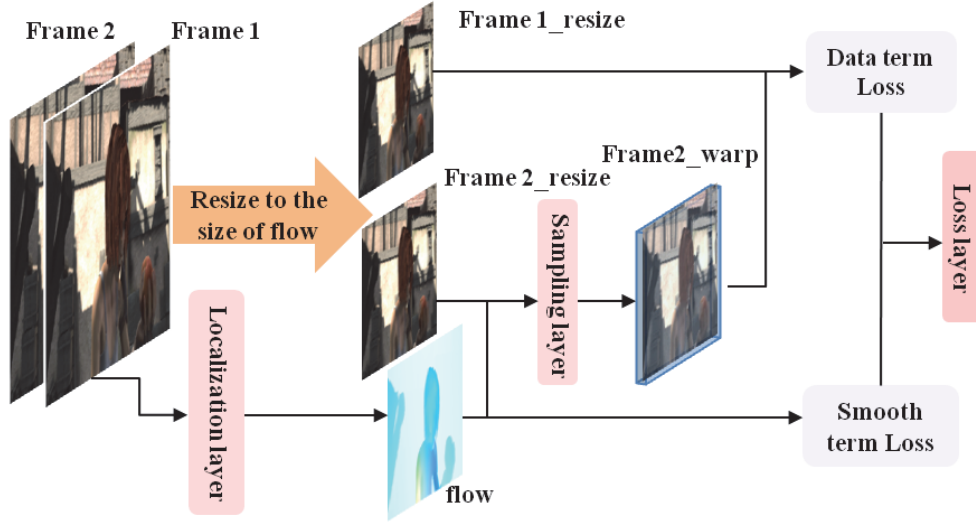 Frame 2
Frame 1
Frame 1_resize
Data term
Loss
Frame2_warp
Frame 2_resize
Resize to the
size of flow
Sampling layer
Loss layer
Localization layer
Smooth
term Loss
flow